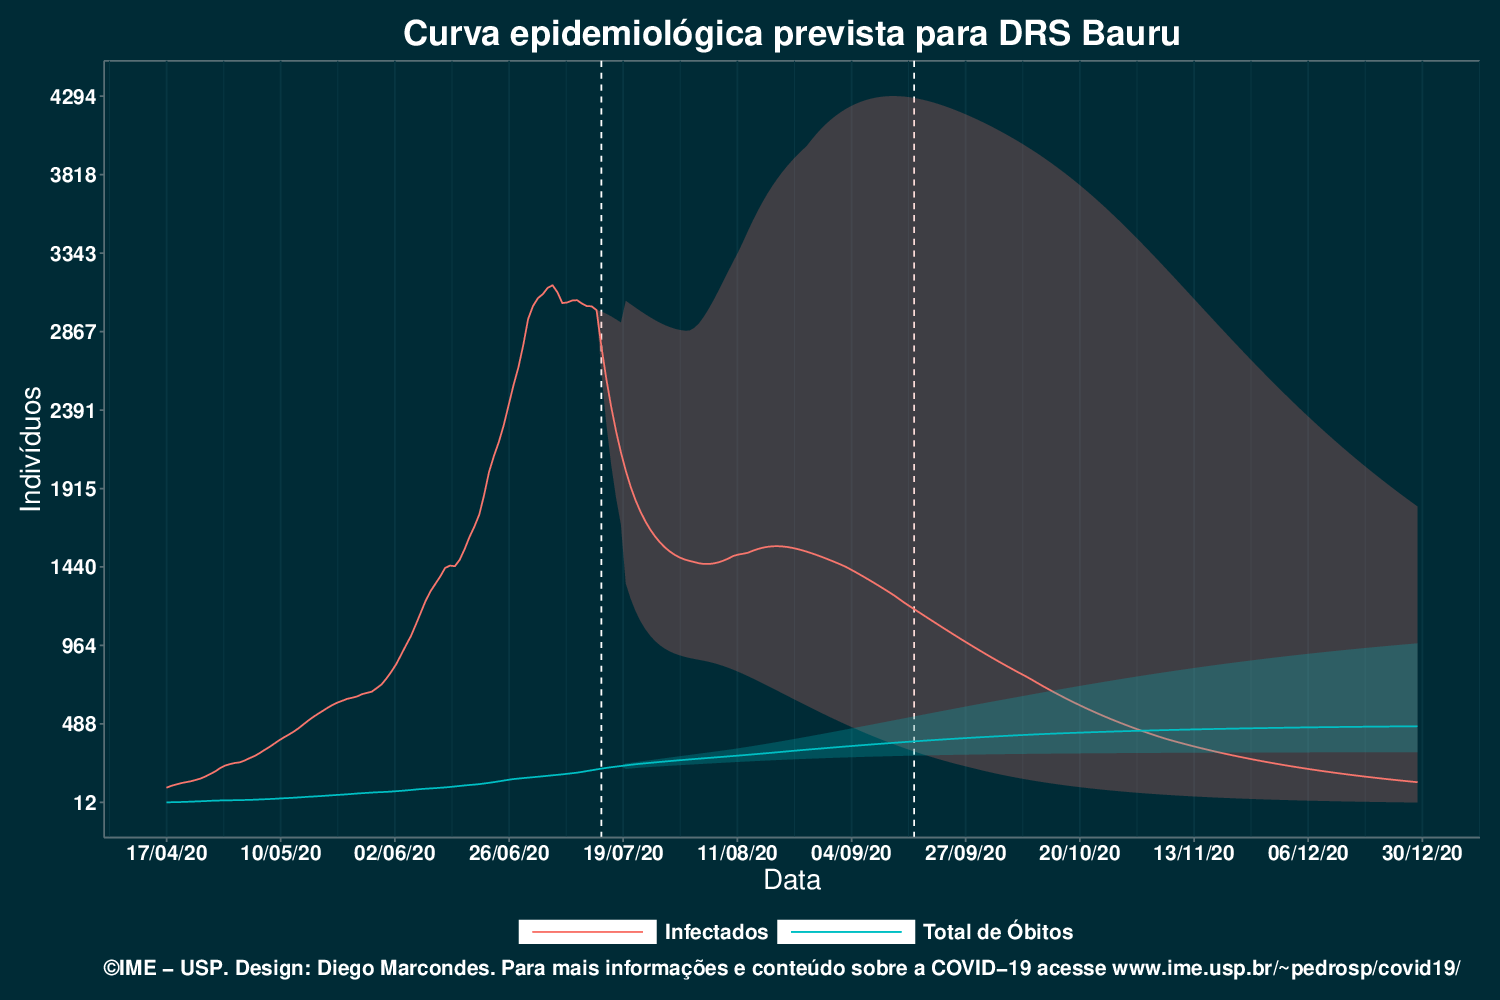 Curva epidemiológica prevista para DRS Bauru
Indivíduos
4294
3818
3343
2867
2391
1915
1440
964
488
12
17/04/20 10/05/20 02/06/20 26/06/20 19/07/20 11/08/20 04/09/20 27/09/20 20/10/20 13/11/20 06/12/20 30/12/20
Data
Infectados Total de Óbitos
©IME – USP. Design: Diego Marcondes. Para mais informações e conteúdo sobre a COVID–19 acesse www.ime.usp.br/~pedrosp/covid19/